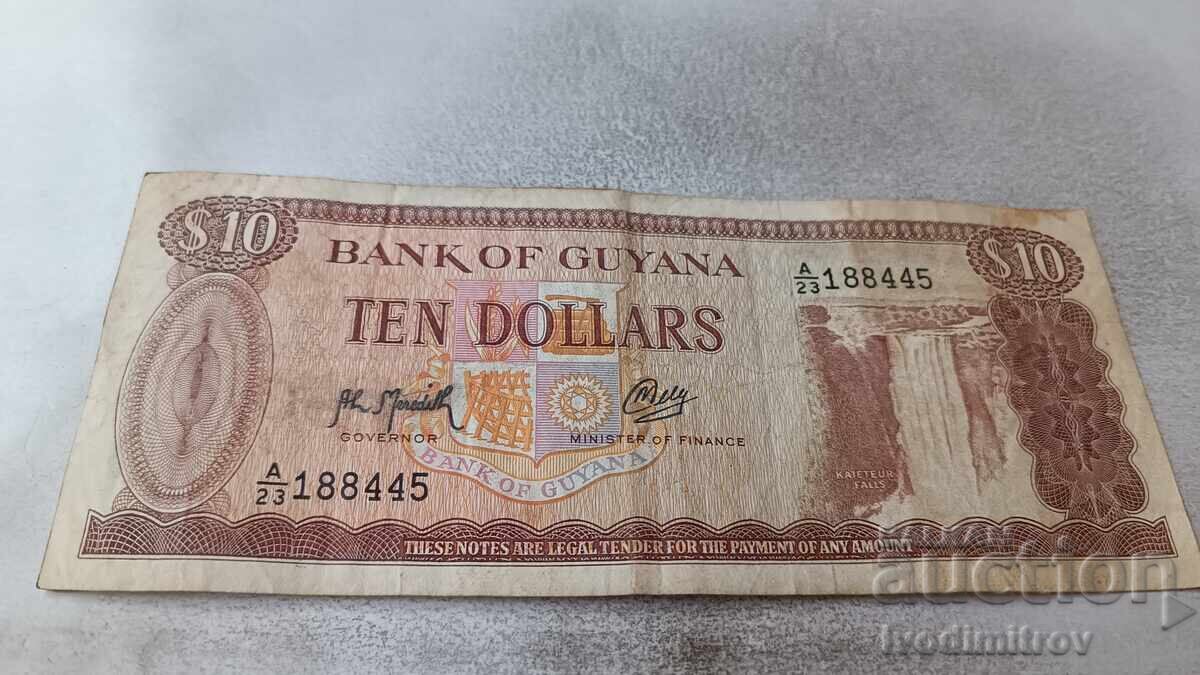 $10
$10
BANK OF GUYANA
A/23 188445
TEN DOLLARS
GOVERNOR
MINISTER OF FINANCE
BANK OF GUYANA
KAIETEUR
FALLS
A/23 188445
THESE NOTES ARE LEGAL TENDER FOR THE PAYMENT OF ANY AMOUNT
auction
ivodimitrov